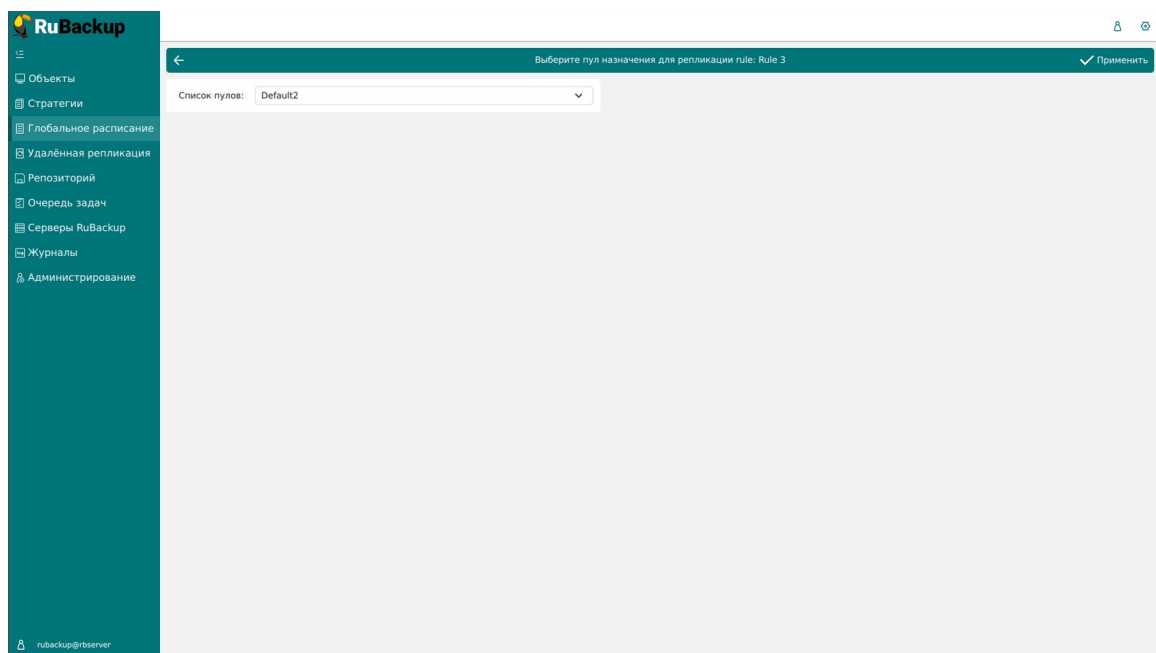 RuBackup
Выберите пул назначения для репликации rule: Rule 3
Применить
Объекты
Стратегии
Глобальное расписание
Удалённая репликация
Репозиторий
Очередь задач
Серверы RuBackup
Журналы
Администрирование
Список пулов: Default2
rubackup@rbserver